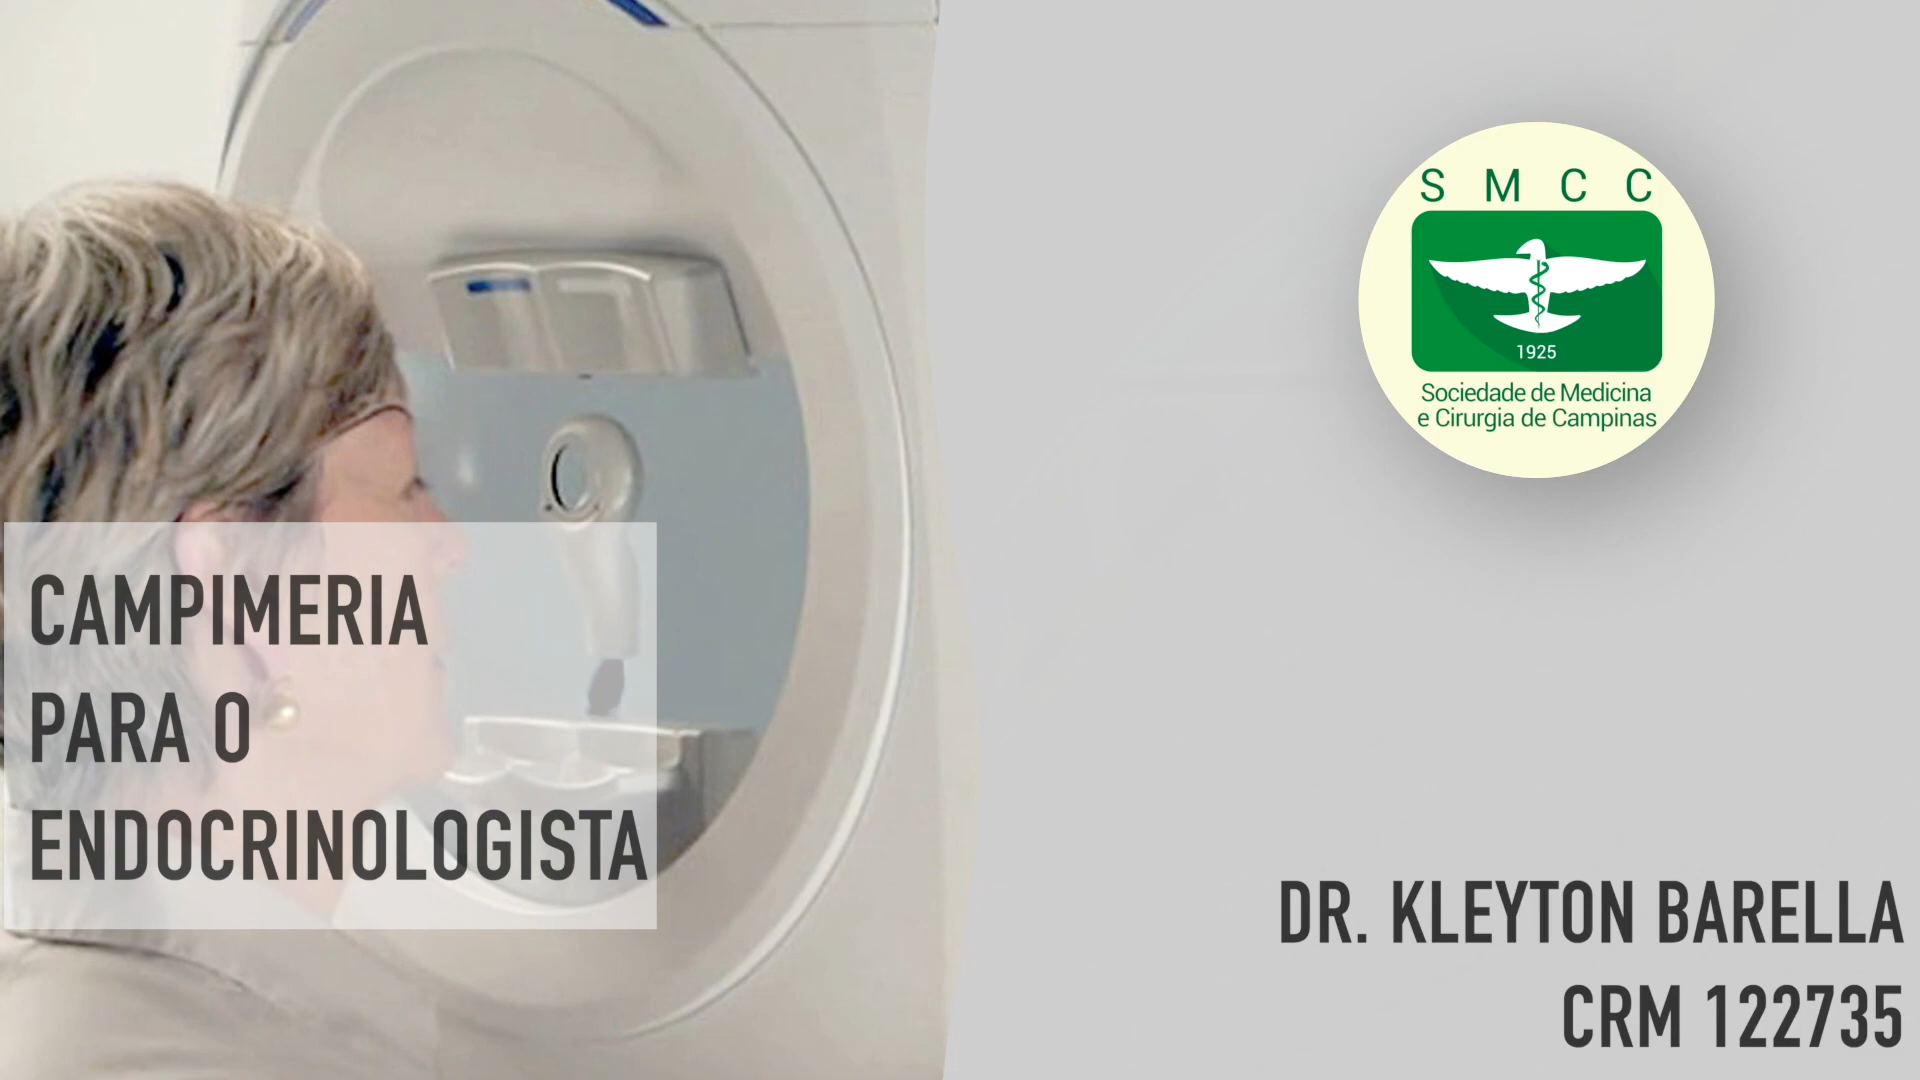 S M C C
1925
Sociedade de Medicina
e Cirurgia de Campinas
CAMPIMERIA
PARA O
ENDOCRINOLOGISTA
DR. KLEYTON BARELLA
CRM 122735